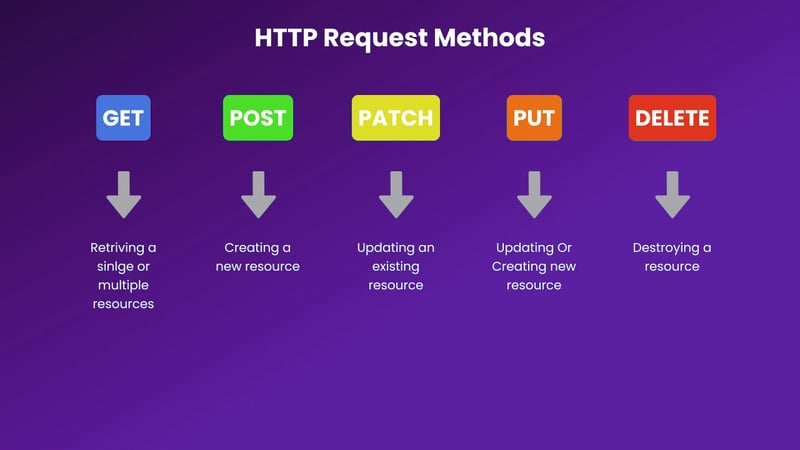 HTTP Request Methods
GET
POST
PATCH
PUT
DELETE
Retriving a
sinlge or
multiple
resources
Creating a
new resource
Updating an
existing
resource
Updating Or
Creating new
resource
Destroying a
resource